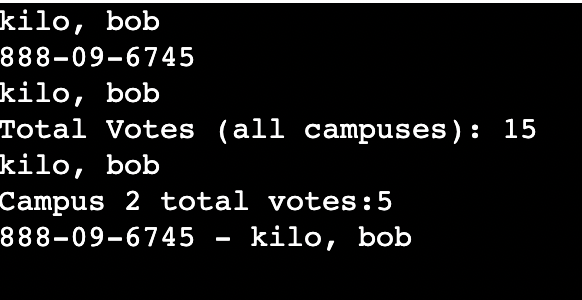 kilo, bob
888-09-6745
kilo, bob
Total Votes (all campuses): 15
kilo, bob
Campus 2 total votes:5
888-09-6745 - kilo, bob